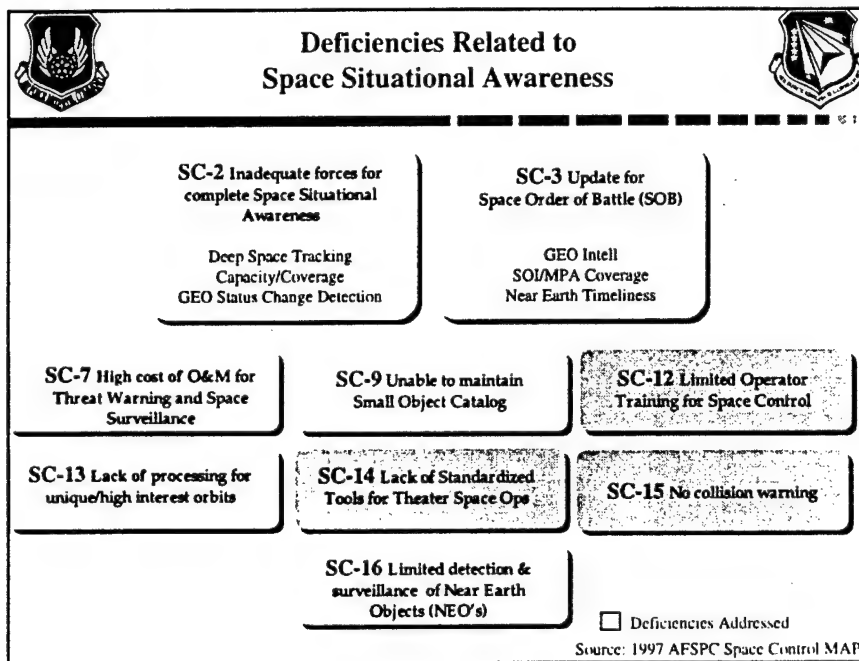 Deficiencies Related to
Space Situational Awareness
SC-2 Inadequate forces for
complete Space Situational
Awareness
Deep Space Tracking
Capacity/Coverage
GEO Status Change Detection
SC-3 Update for
Space Order of Battle (SOB)
GEO Intell
SOI/MPA Coverage
Near Earth Timeliness
SC-7 High cost of O&M for
Threat Warning and Space
Surveillance
SC-9 Unable to maintain
Small Object Catalog
SC-12 Limited Operator
Training for Space Control
SC-13 Lack of processing for
unique/high interest orbits
SC-14 Lack of Standardized
Tools for Theater Space Ops
SC-15 No collision warning
SC-16 Limited detection &
surveillance of Near Earth
Objects (NEO's)
Deficiencies Addressed
Source: 1997 AFSPC Space Control MAP